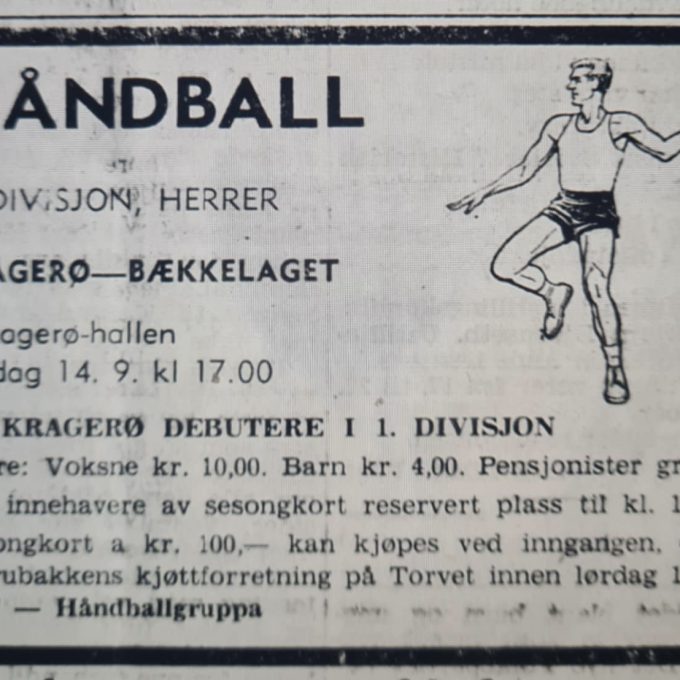 ÅNDBALL
DIVISJON, HERRER
AGERØ—BÆKKELAGET
agerø-hallen
dag 14. 9. kl 17.00
KRAGERØ DEBUTERE I 1. DIVISJON
re: Voksne kr. 10,00. Barn kr. 4,00. Pensjonister gr
innehavere av sesongkort reservert plass til kl. 1
ongkort a kr. 100,— kan kjøpes ved inngangen,
rubakkens kjøttforretning på Torvet innen lørdag 1
— Håndballgruppa